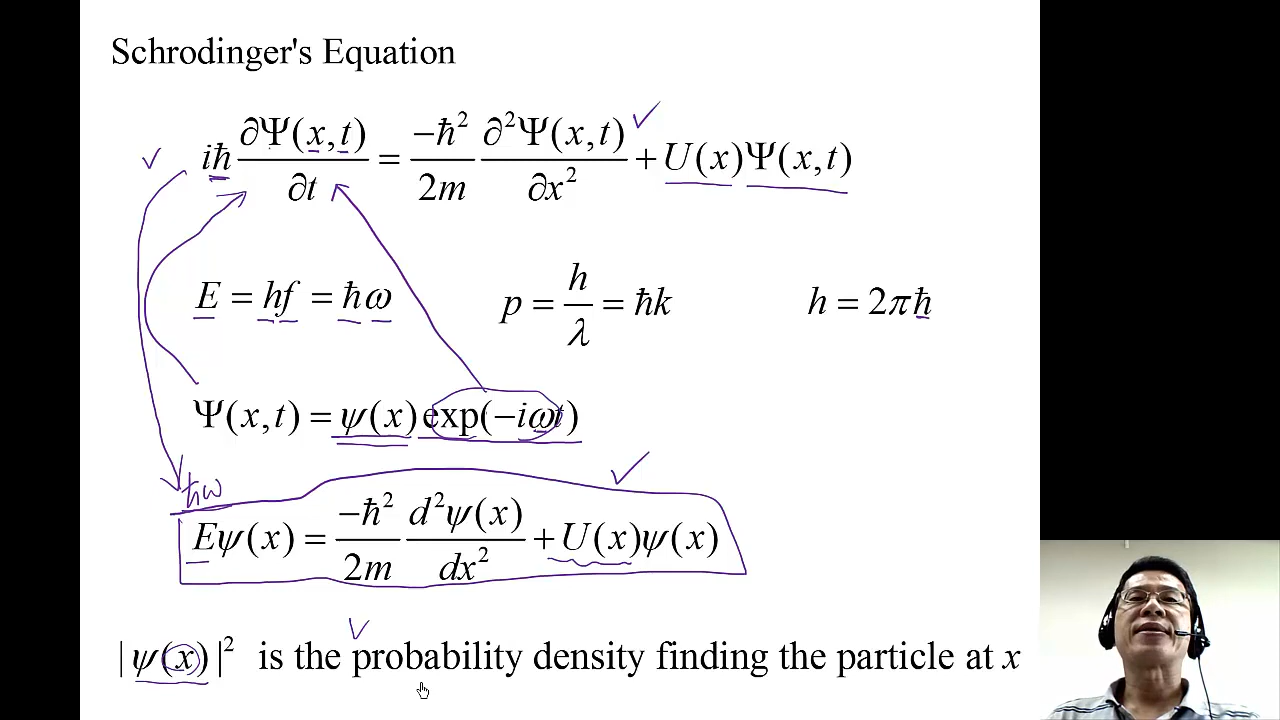 Schrodinger's Equation
iħ ∂Ψ(x,t)/∂t = −ħ²/2m ∂²Ψ(x,t)/∂x² + U(x)Ψ(x,t)
E = hf = ħω   p = h/λ = ħk   h = 2πħ
Ψ(x,t) = ψ(x)exp(−iωt)
ħω
Eψ(x) = −ħ²/2m d²ψ(x)/dx² + U(x)ψ(x)
|ψ(x)|² is the probability density finding the particle at x